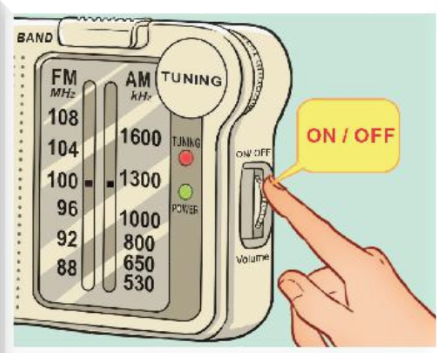 BAND
FM
MHz
108
104
100
96
92
88
AM
kHz
1600
1300
1000
800
650
530
TUNING
TUNING
POWER
ON/ OFF
Volume
ON / OFF